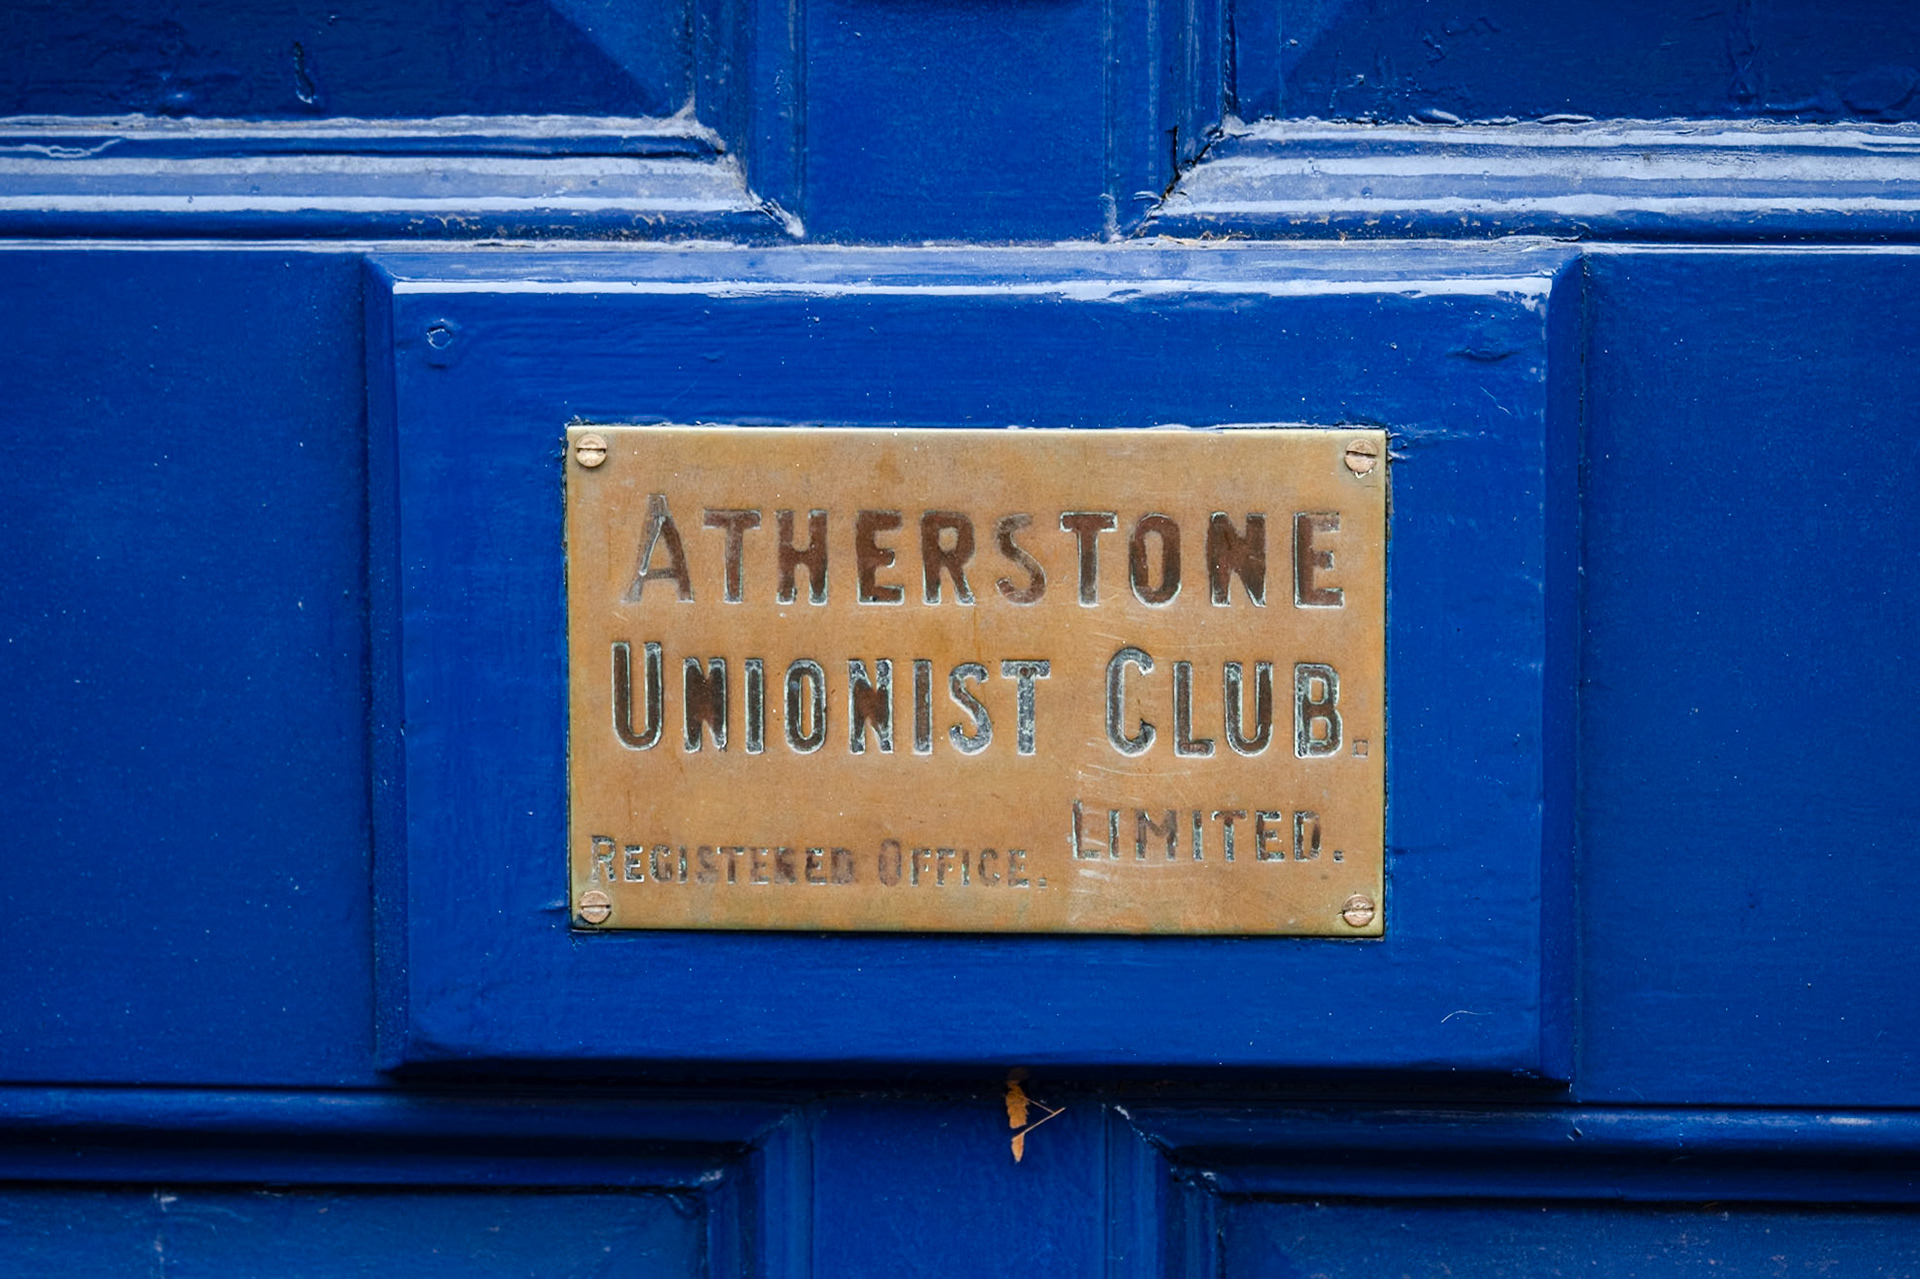 ATHERSTONE
UNIONIST CLUB.
LIMITED.
REGISTERED OFFICE.